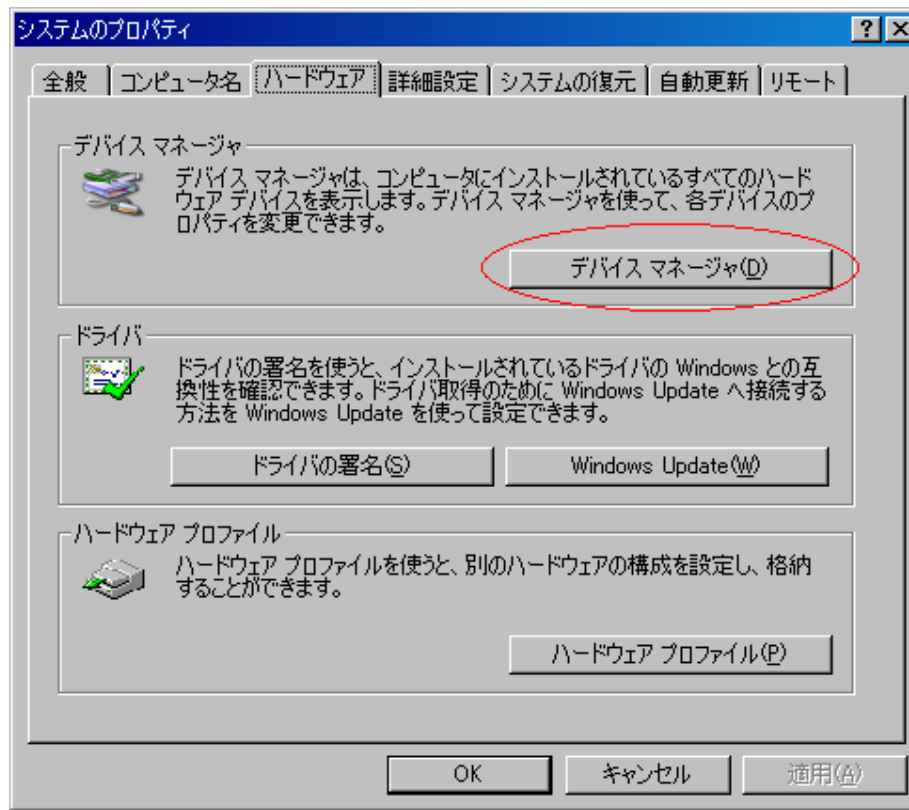 システムのプロパティ
全般 コンピュータ名 ハードウェア 詳細設定 システムの復元 自動更新 リモート
デバイス マネージャ
デバイス マネージャは、コンピュータにインストールされているすべてのハード
ウェア デバイスを表示します。デバイス マネージャを使って、各デバイスのプ
ロパティを変更できます。
デバイス マネージャ(D)
ドライバ
ドライバの署名を使うと、インストールされているドライバの Windows との互
換性を確認できます。ドライバ取得のために Windows Update へ接続する
方法を Windows Update を使って設定できます。
ドライバの署名(S) Windows Update(W)
ハードウェア プロファイル
ハードウェア プロファイルを使うと、別のハードウェアの構成を設定し、格納
することができます。
ハードウェア プロファイル(P)
OK キャンセル 適用(A)